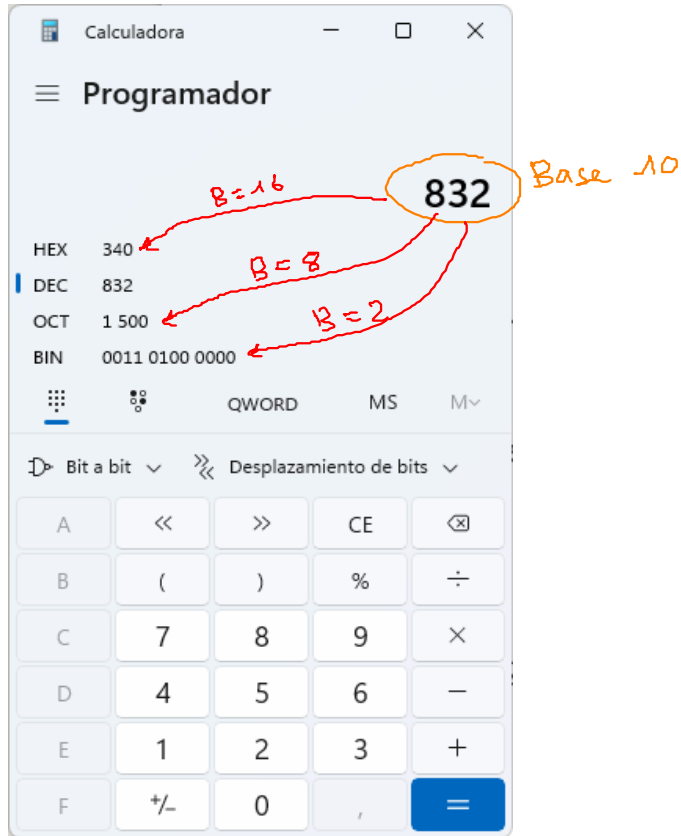 Calculadora
Programador
832
Base 10
B=16
HEX 340
B=8
DEC 832
OCT 1 500
B=2
BIN 0011 0100 0000
QWORD MS M
Bit a bit Desplazamiento de bits
A << >> CE
B ( ) % ÷
C 7 8 9 ×
D 4 5 6 −
E 1 2 3 +
F +/− 0 , =